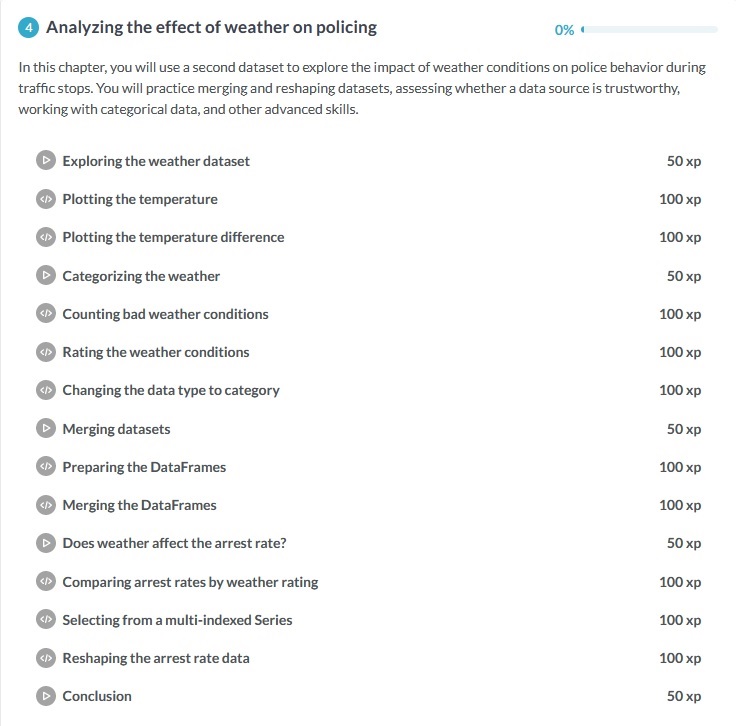 4 Analyzing the effect of weather on policing 0%
In this chapter, you will use a second dataset to explore the impact of weather conditions on police behavior during
traffic stops. You will practice merging and reshaping datasets, assessing whether a data source is trustworthy,
working with categorical data, and other advanced skills.
Exploring the weather dataset 50 xp
</> Plotting the temperature 100 xp
</> Plotting the temperature difference 100 xp
Categorizing the weather 50 xp
</> Counting bad weather conditions 100 xp
</> Rating the weather conditions 100 xp
</> Changing the data type to category 100 xp
Merging datasets 50 xp
</> Preparing the DataFrames 100 xp
</> Merging the DataFrames 100 xp
Does weather affect the arrest rate? 50 xp
</> Comparing arrest rates by weather rating 100 xp
</> Selecting from a multi-indexed Series 100 xp
</> Reshaping the arrest rate data 100 xp
Conclusion 50 xp